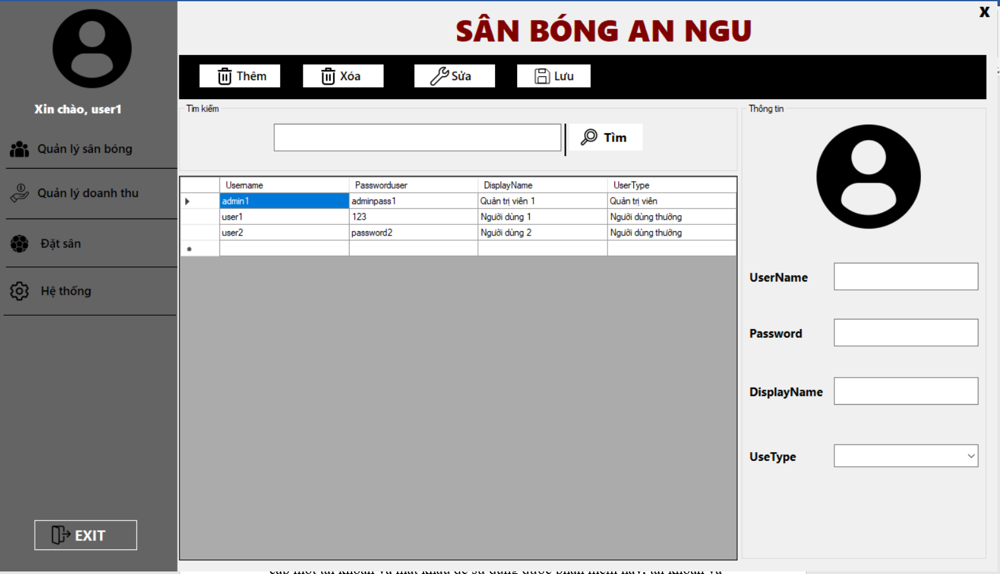 X
SÂN BÓNG AN NGU
Thêm Xóa Sửa Lưu
Xin chào, user1
Quản lý sân bóng
Quản lý doanh thu
Đặt sân
Hệ thống
EXIT
Tìm kiếm
Tìm
Username Passworduser DisplayName UserType
admin1 adminpass1 Quản trị viên 1 Quản trị viên
user1 123 Người dùng 1 Người dùng thường
user2 password2 Người dùng 2 Người dùng thường
Thông tin
UserName
Password
DisplayName
UseType